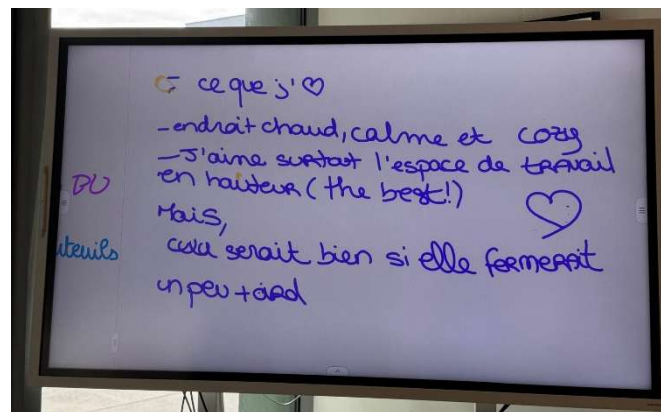 ce que j'♡
- endroit chaud, calme et cozy
- J'aime surtout l'espace de travail
en hauteur (the best!)
Mais,
cela serait bien si elle fermerait
un peu + tard
BU
uteuils